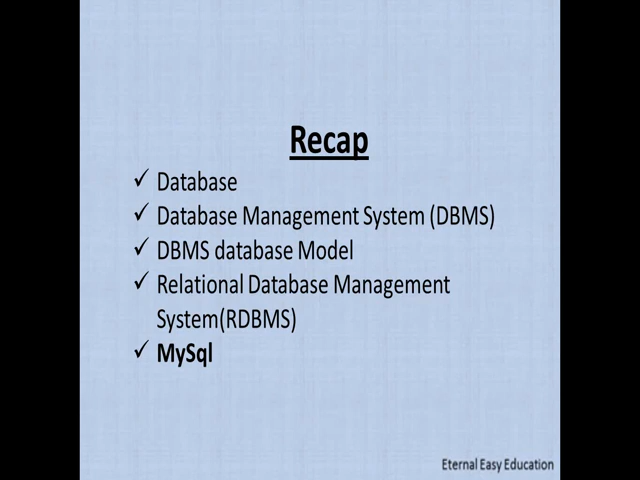 Recap
✓ Database
✓ Database Management System (DBMS)
✓ DBMS database Model
✓ Relational Database Management
System(RDBMS)
✓ MySql
Eternal Easy Education